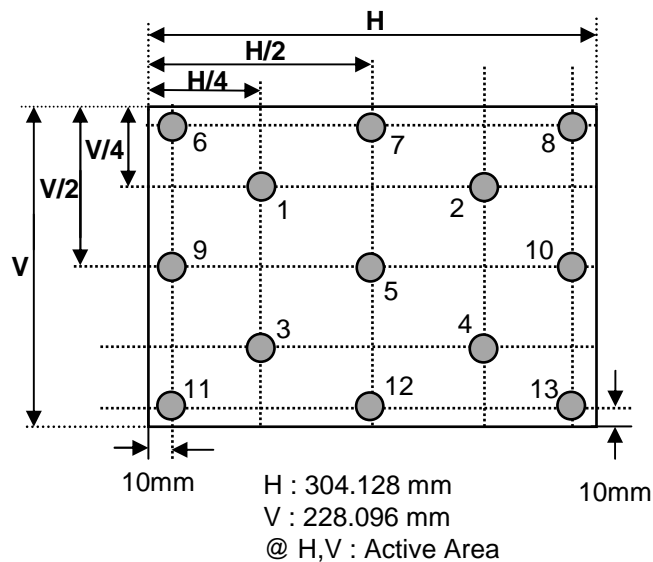 H
H/2
H/4
V/4
V/2
V
6
7
8
1
2
9
5
10
3
4
11
12
13
10mm
10mm
H : 304.128 mm
V : 228.096 mm
@ H,V : Active Area